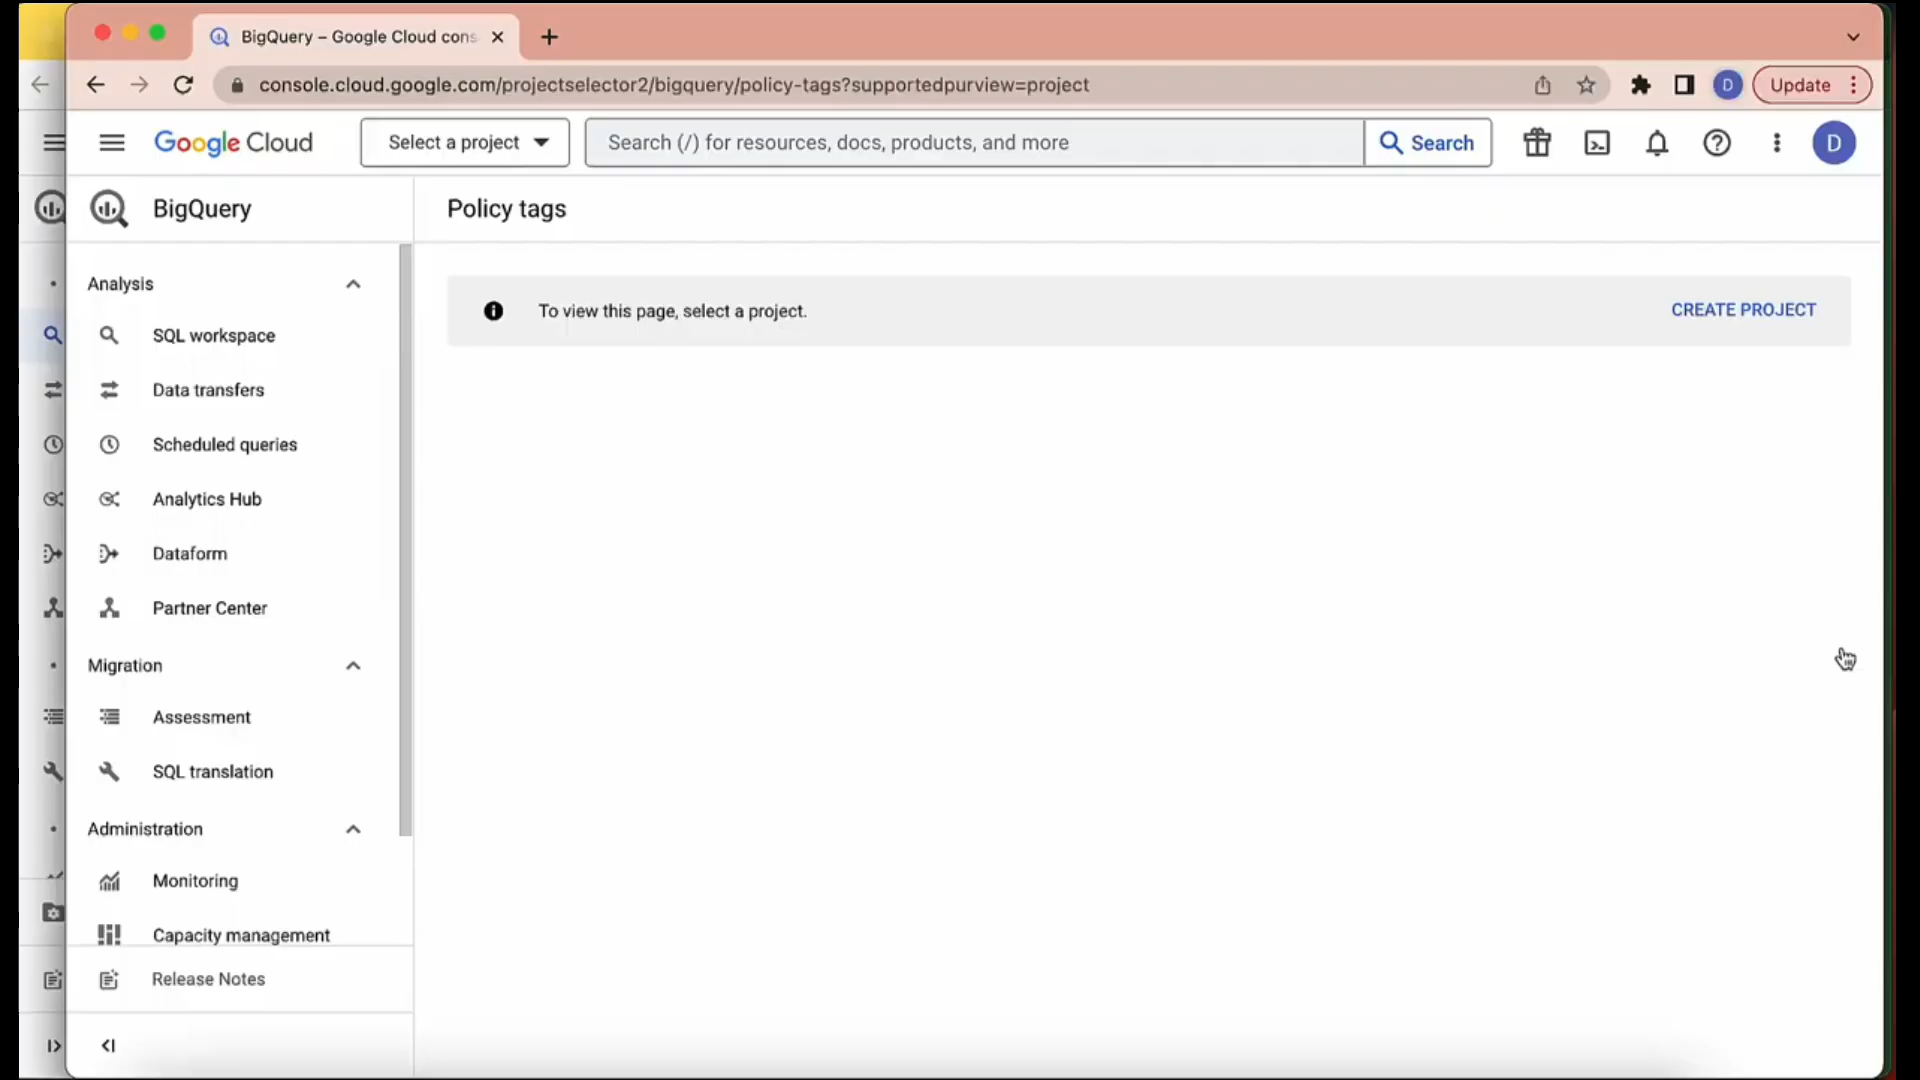 BigQuery – Google Cloud cons
console.cloud.google.com/projectselector2/bigquery/policy-tags?supportedpurview=project
D
Update
Google Cloud
Select a project
Search (/) for resources, docs, products, and more
Search
D
BigQuery
Policy tags
Analysis
To view this page, select a project.
CREATE PROJECT
SQL workspace
Data transfers
Scheduled queries
Analytics Hub
Dataform
Partner Center
Migration
Assessment
SQL translation
Administration
Monitoring
Capacity management
Release Notes